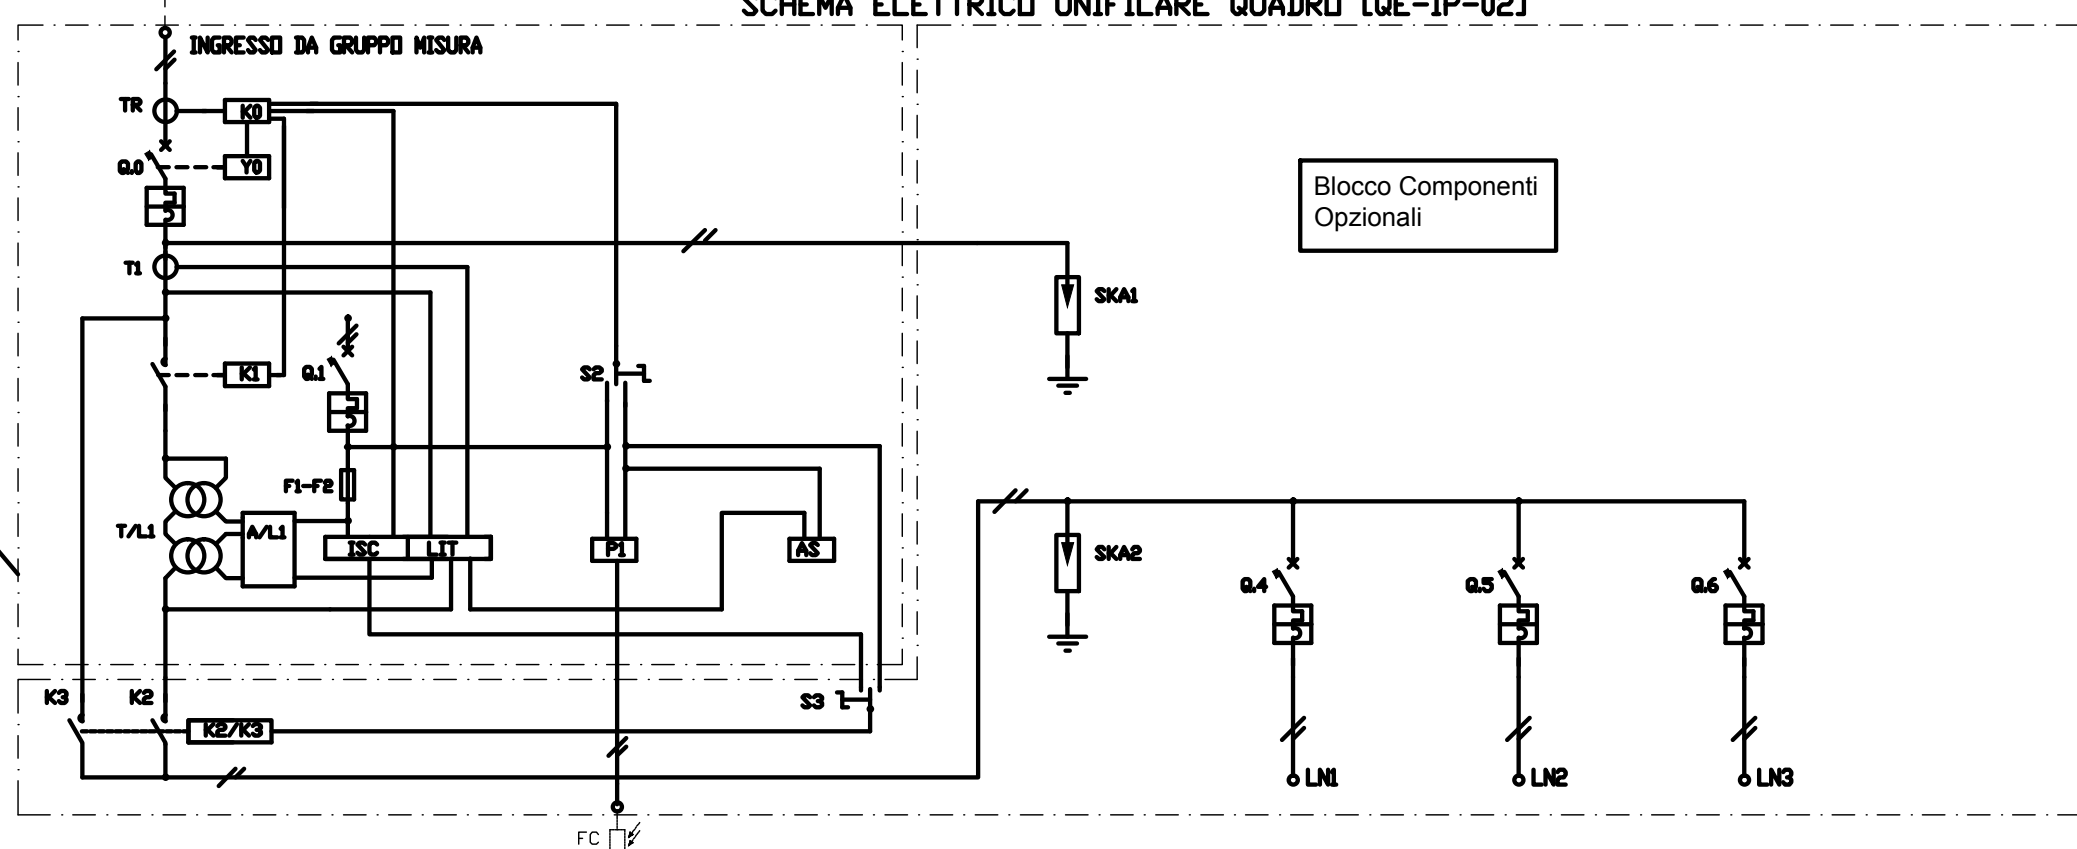 SCHEMA ELETTRICO UNIFILARE QUADRO [QE-IP-02]
INGRESSO DA GRUPPO MISURA
TR
K0
Q.0
Y0
Blocco Componenti
Opzionali
T1
SKA1
K1
Q.1
S2
F1-F2
T/L1
A/L1
ISC
LIT
P1
AS
SKA2
Q.4
Q.5
Q.6
K3
K2
S3
K2/K3
LN1
LN2
LN3
FC